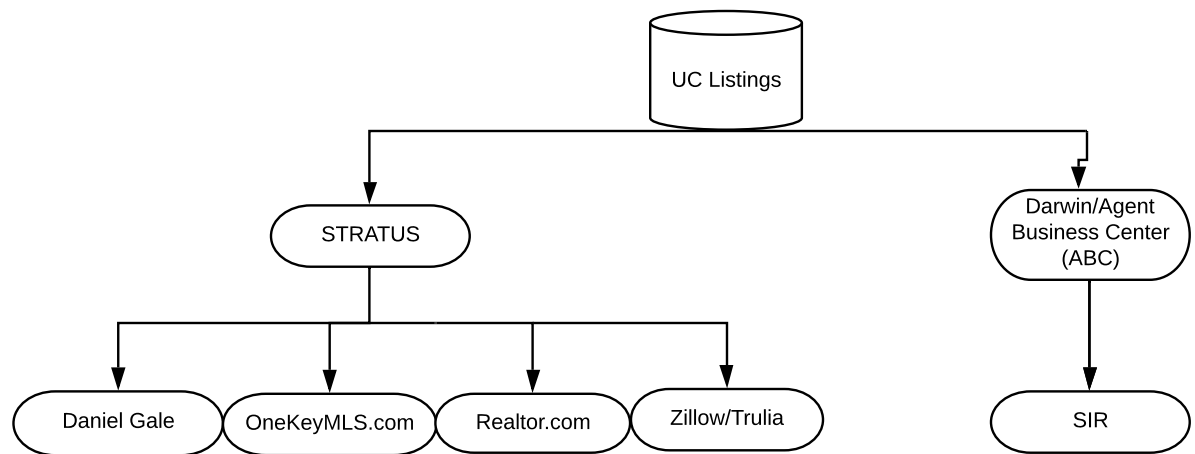 UC Listings
STRATUS
Darwin/Agent
Business Center
(ABC)
Daniel Gale
OneKeyMLS.com
Realtor.com
Zillow/Trulia
SIR